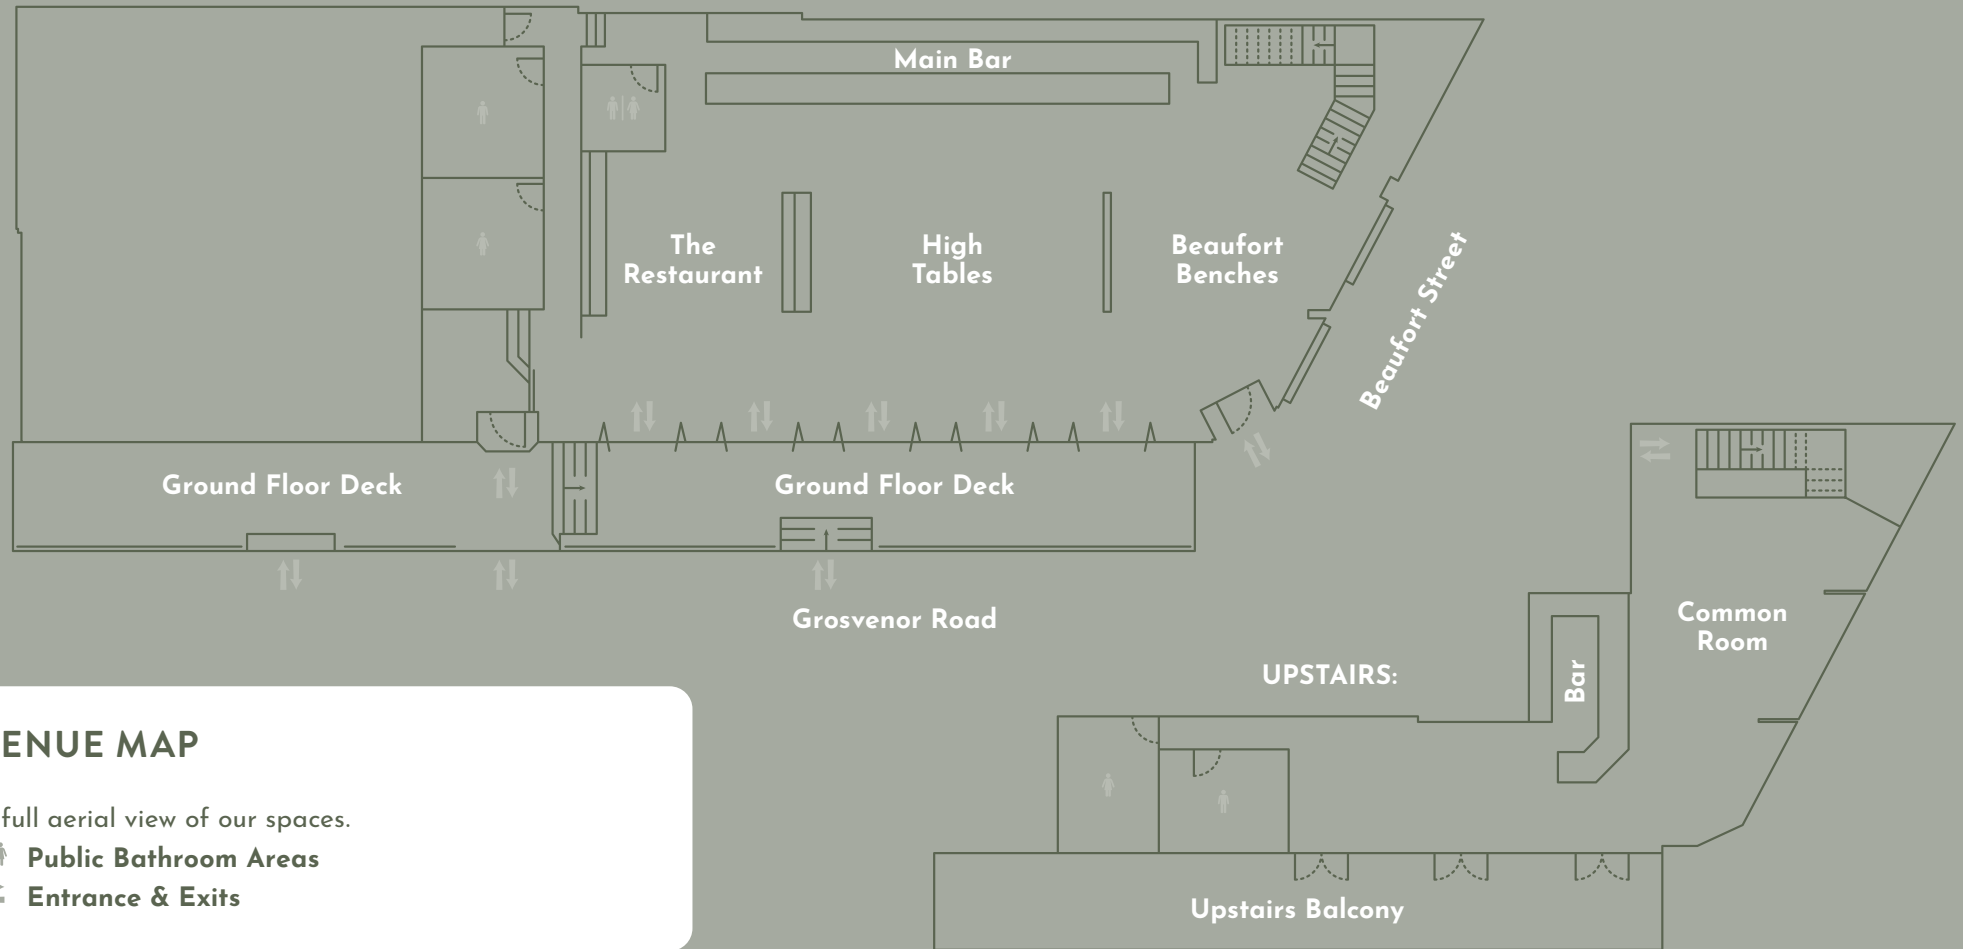 Main Bar
The
Restaurant
High
Tables
Beaufort
Benches
Beaufort Street
Ground Floor Deck
Ground Floor Deck
Grosvenor Road
UPSTAIRS:
Common
Room
Bar
Upstairs Balcony
ENUE MAP
full aerial view of our spaces.
Public Bathroom Areas
Entrance & Exits